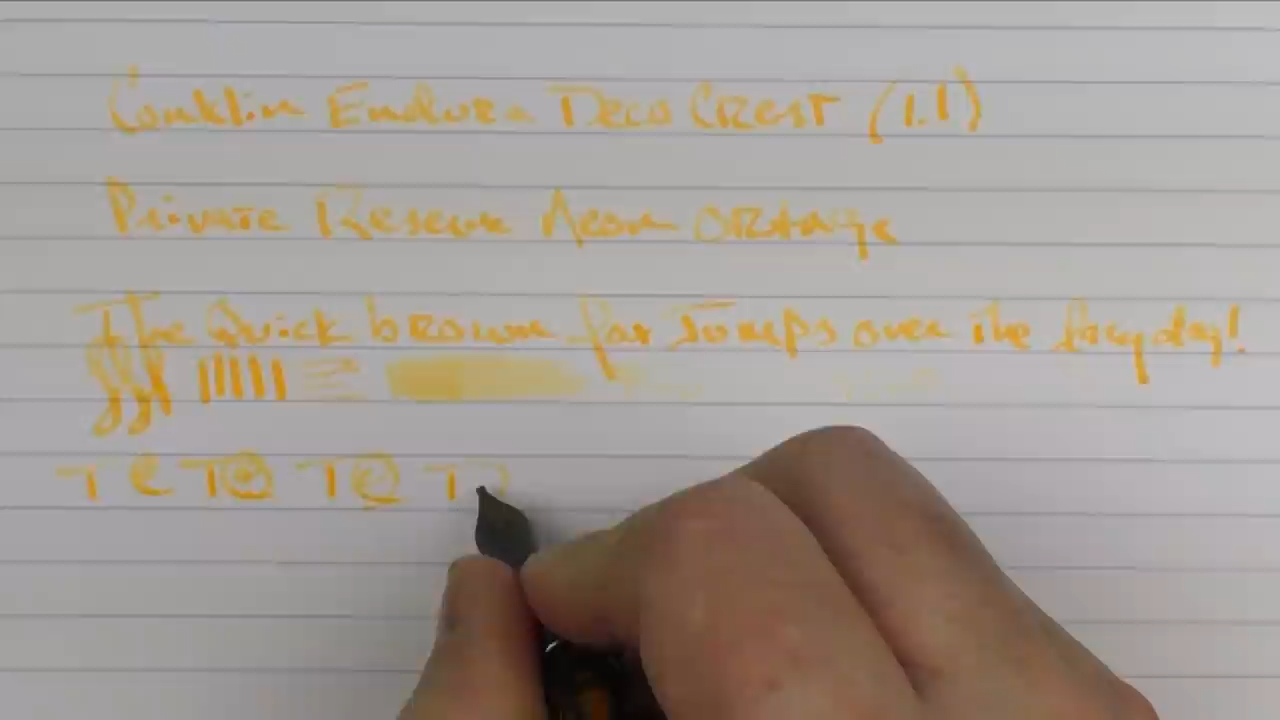 Conklin Endura Deco Crest (1.1)
Private Reserve Neon Orange
The Quick brown fox Jumps over the lazy dog!
T @ T @ T @ T